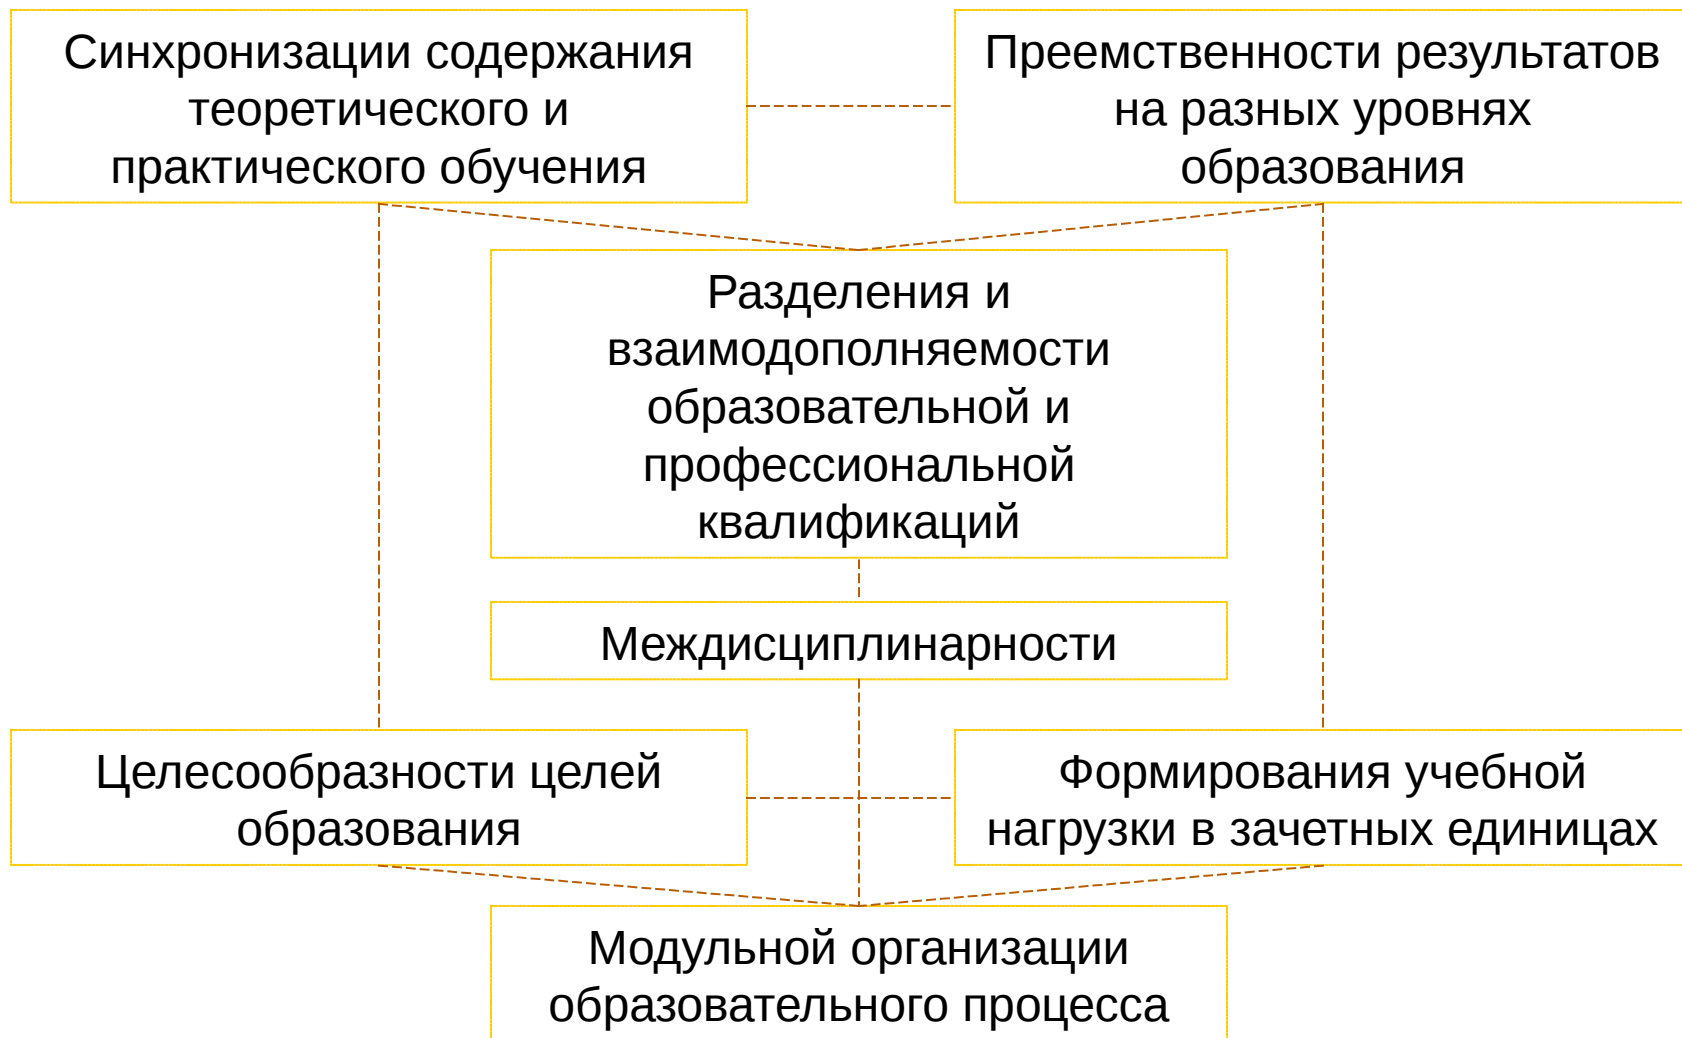 Синхронизации содержания
теоретического и
практического обучения
Преемственности результатов
на разных уровнях
образования
Разделения и
взаимодополняемости
образовательной и
профессиональной
квалификаций
Междисциплинарности
Целесообразности целей
образования
Формирования учебной
нагрузки в зачетных единицах
Модульной организации
образовательного процесса